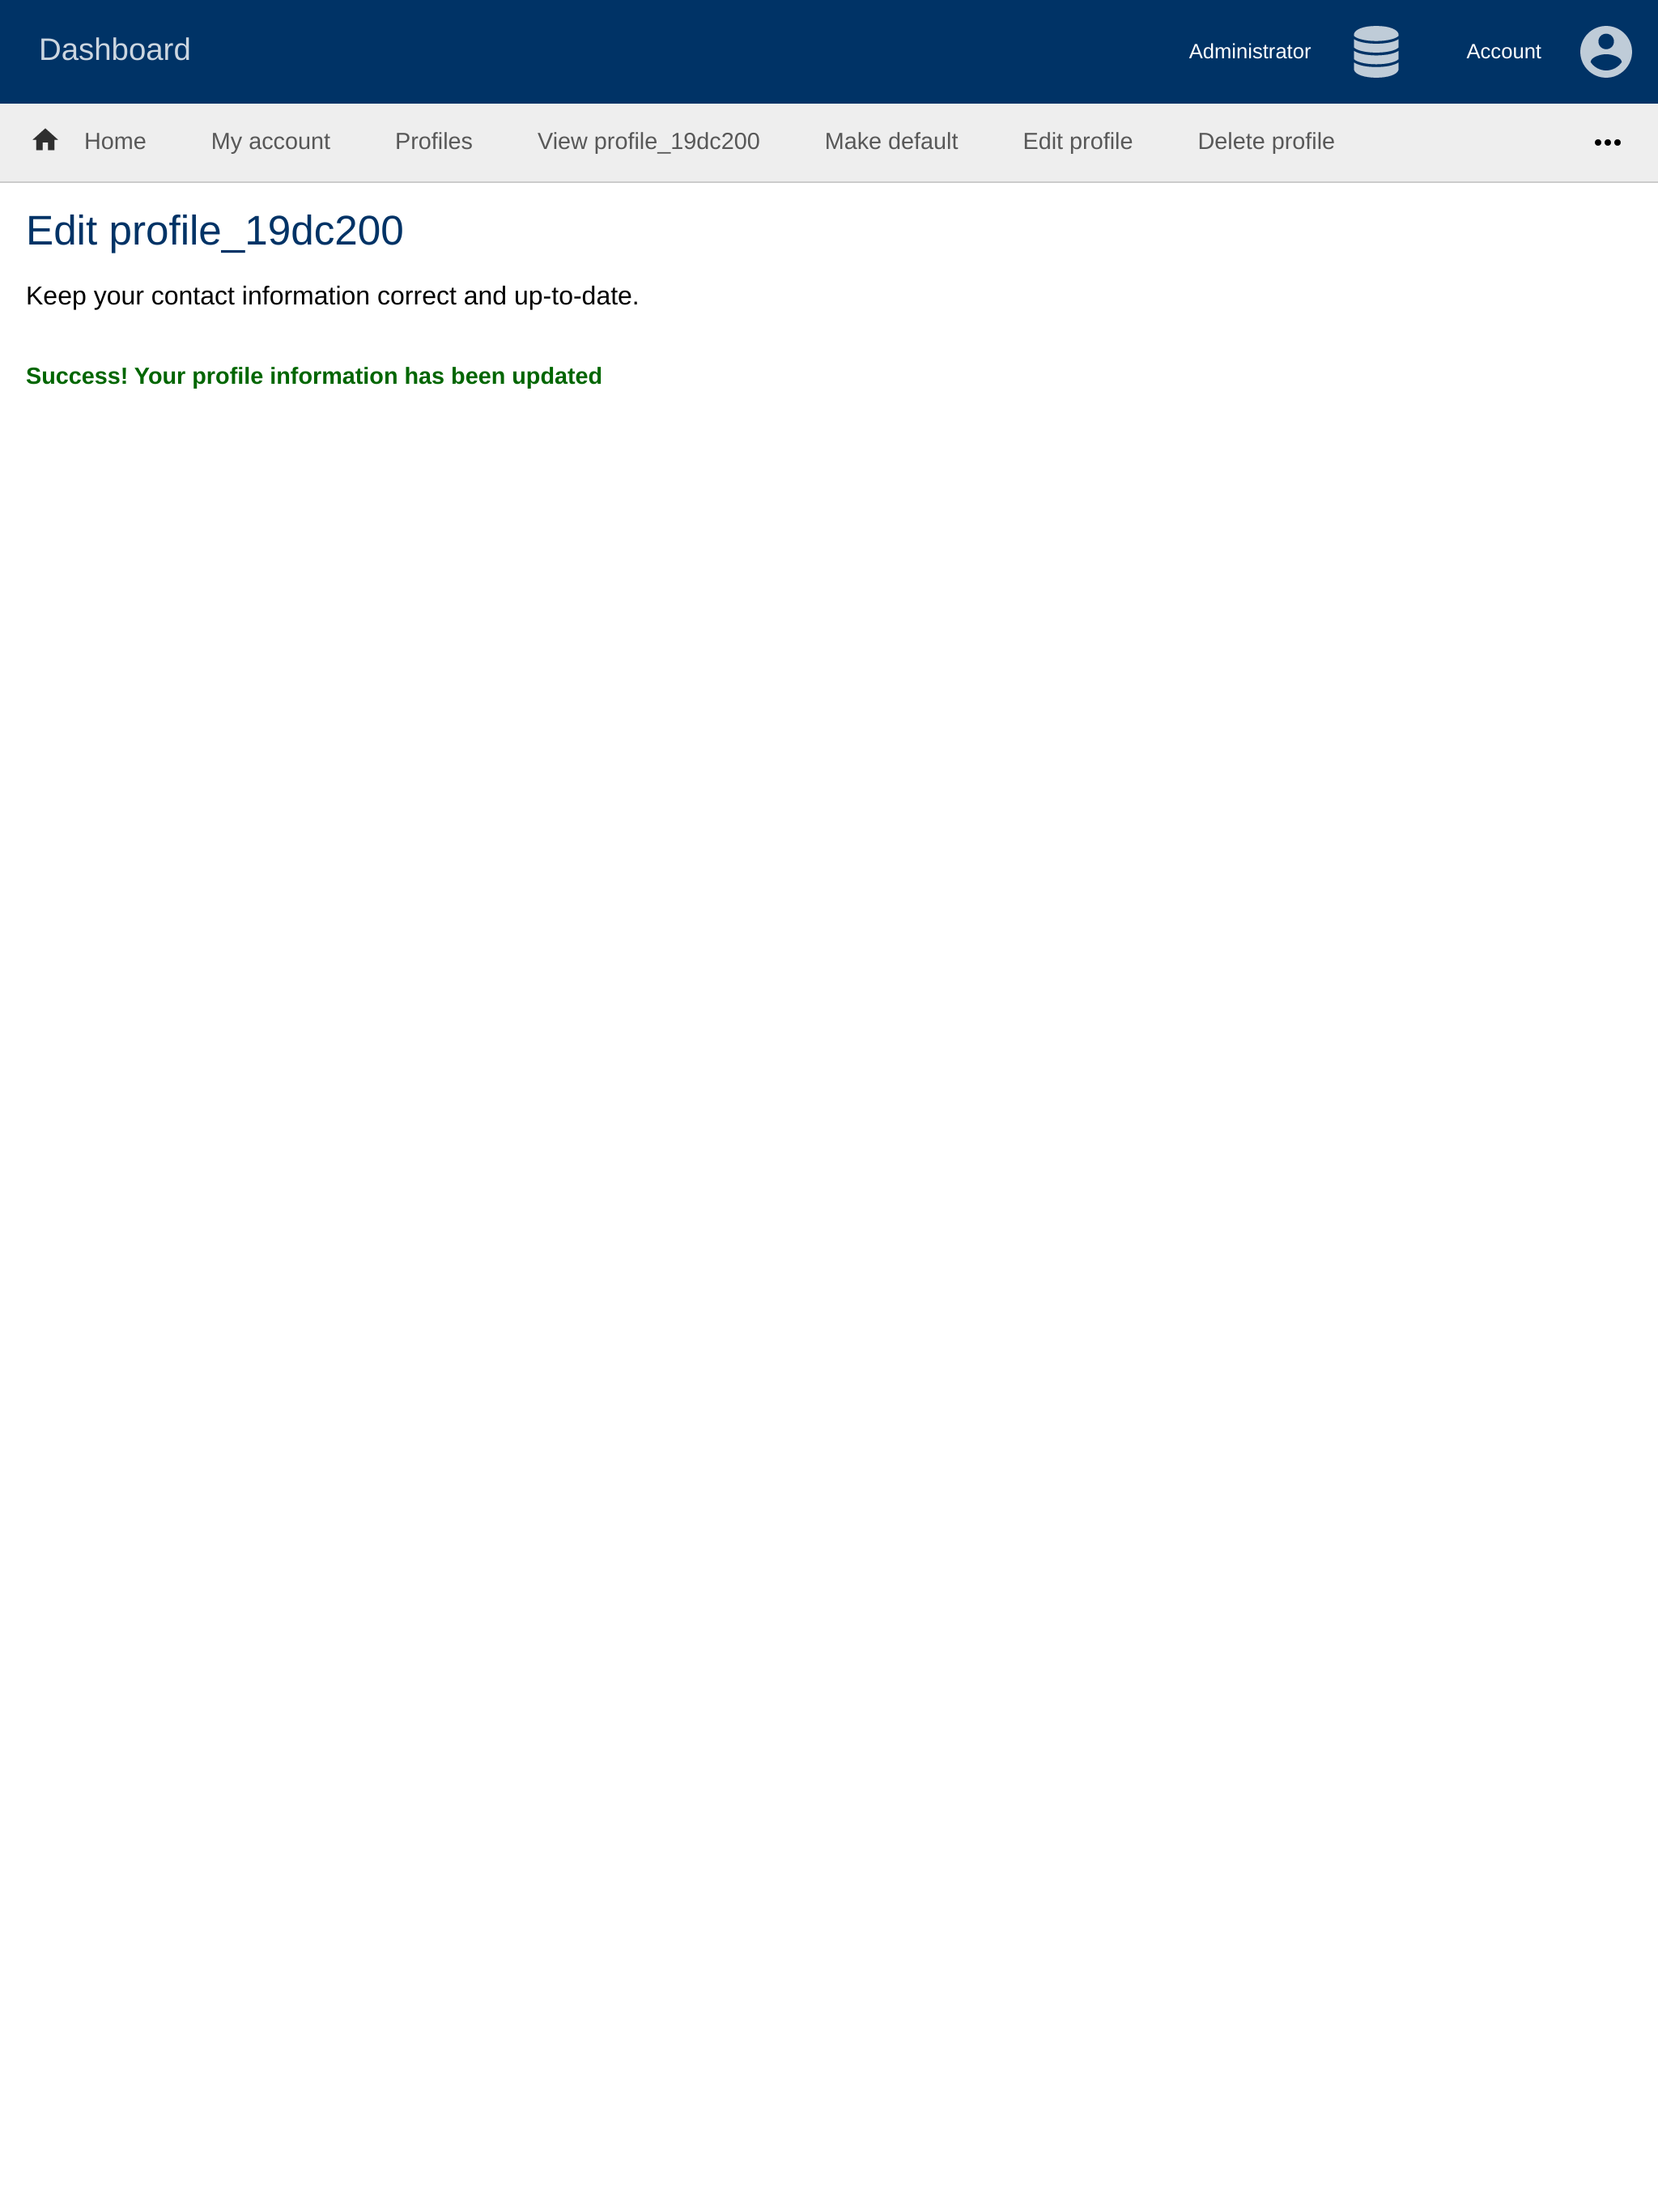 Dashboard
Administrator
Account
Home
My account
Profiles
View profile_19dc200
Make default
Edit profile
Delete profile
Edit profile_19dc200
Keep your contact information correct and up-to-date.
Success! Your profile information has been updated